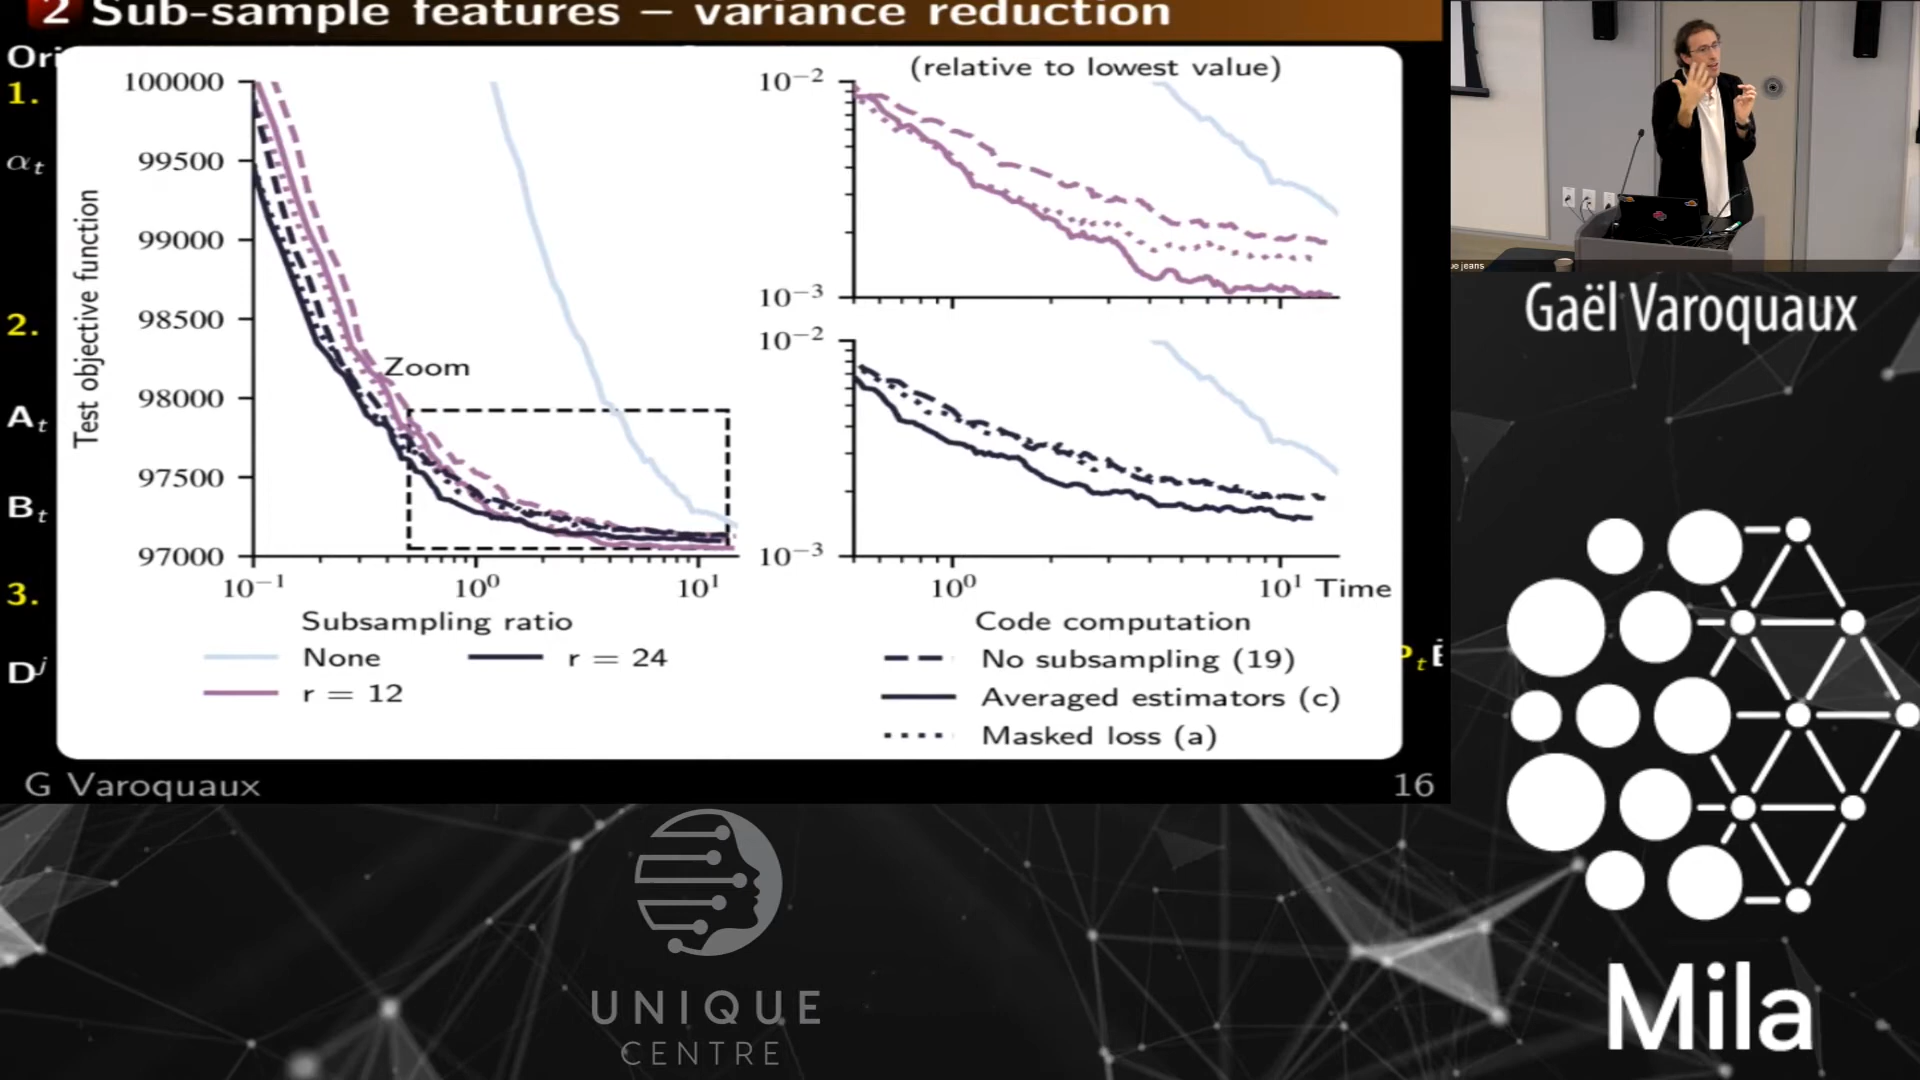 2 Sub-sample features – variance reduction
Ori
1.
αt
2.
At
Bt
3.
Dj
Test objective function
100000
99500
99000
98500
98000
97500
97000
Zoom
10−1
100
101
(relative to lowest value)
10−2
10−3
10−2
10−3
100
101 Time
Subsampling ratio
None
r = 24
r = 12
Code computation
No subsampling (19)
Averaged estimators (c)
Masked loss (a)
G Varoquaux
16
Gaël Varoquaux
Mila
UNIQUE
CENTRE